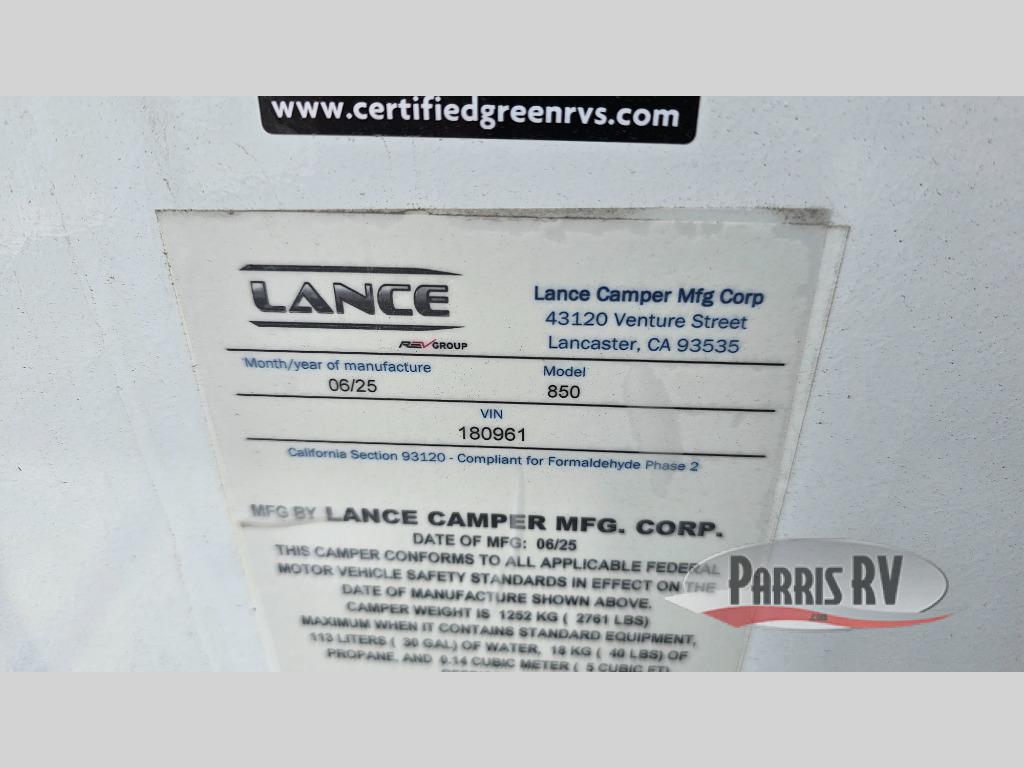 www.certifiedgreenrvs.com
LANCE
REV GROUP
Lance Camper Mfg Corp
43120 Venture Street
Lancaster, CA 93535
Month/year of manufacture
06/25
Model
850
VIN
180961
California Section 93120 - Compliant for Formaldehyde Phase 2
MFG BY LANCE CAMPER MFG. CORP.
DATE OF MFG: 06/25
THIS CAMPER CONFORMS TO ALL APPLICABLE FEDERAL
MOTOR VEHICLE SAFETY STANDARDS IN EFFECT ON THE
DATE OF MANUFACTURE SHOWN ABOVE.
CAMPER WEIGHT IS 1252 KG ( 2761 LBS)
MAXIMUM WHEN IT CONTAINS STANDARD EQUIPMENT,
113 LITERS ( 30 GAL) OF WATER, 18 KG ( 40 LBS) OF
PROPANE, AND 0.14 CUBIC METER ( 5 CUBIC FT)
PARRIS RV
.com